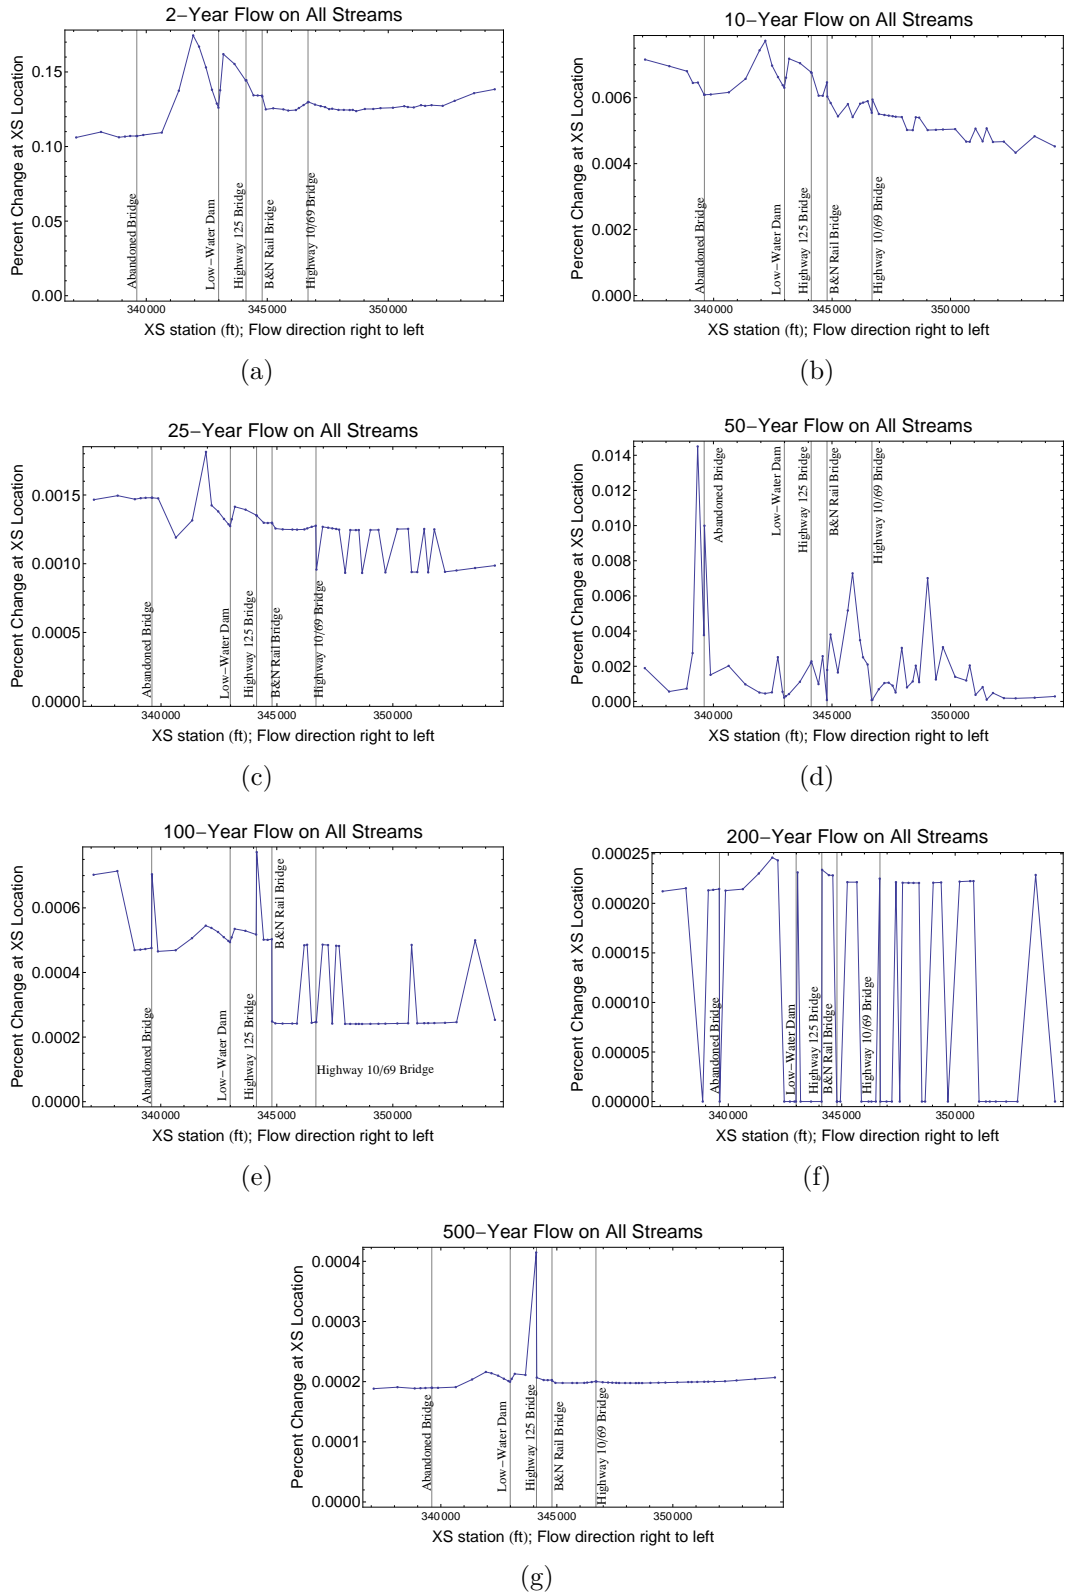 2−Year Flow on All Streams
Percent Change at XS Location
0.15
0.10
0.05
0.00
Abandoned Bridge
Low−Water Dam
Highway 125 Bridge
B&N Rail Bridge
Highway 10/69 Bridge
340000
345000
350000
XS station (ft); Flow direction right to left
(a)
10−Year Flow on All Streams
Percent Change at XS Location
0.006
0.004
0.002
0.000
Abandoned Bridge
Low−Water Dam
Highway 125 Bridge
B&N Rail Bridge
Highway 10/69 Bridge
340000
345000
350000
XS station (ft); Flow direction right to left
(b)
25−Year Flow on All Streams
Percent Change at XS Location
0.0015
0.0010
0.0005
0.0000
Abandoned Bridge
Low−Water Dam
Highway 125 Bridge
B&N Rail Bridge
Highway 10/69 Bridge
340000
345000
350000
XS station (ft); Flow direction right to left
(c)
50−Year Flow on All Streams
Percent Change at XS Location
0.014
0.012
0.010
0.008
0.006
0.004
0.002
0.000
Abandoned Bridge
Low−Water Dam
Highway 125 Bridge
B&N Rail Bridge
Highway 10/69 Bridge
340000
345000
350000
XS station (ft); Flow direction right to left
(d)
100−Year Flow on All Streams
Percent Change at XS Location
0.0006
0.0004
0.0002
0.0000
Abandoned Bridge
Low−Water Dam
Highway 125 Bridge
B&N Rail Bridge
Highway 10/69 Bridge
340000
345000
350000
XS station (ft); Flow direction right to left
(e)
200−Year Flow on All Streams
Percent Change at XS Location
0.00025
0.00020
0.00015
0.00010
0.00005
0.00000
Abandoned Bridge
Low−Water Dam
Highway 125 Bridge
B&N Rail Bridge
Highway 10/69 Bridge
340000
345000
350000
XS station (ft); Flow direction right to left
(f)
500−Year Flow on All Streams
Percent Change at XS Location
0.0004
0.0003
0.0002
0.0001
0.0000
Abandoned Bridge
Low−Water Dam
Highway 125 Bridge
B&N Rail Bridge
Highway 10/69 Bridge
340000
345000
350000
XS station (ft); Flow direction right to left
(g)